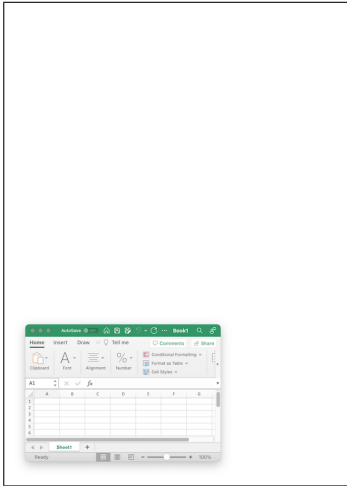 AutoSave Book1
Home Insert Draw Tell me Comments Share
Clipboard Font Alignment Number Conditional Formatting
Format as Table
Cell Styles
A1 fx
A B C D E F G
1
2
3
4
5
6
Sheet1 +
Ready 100%